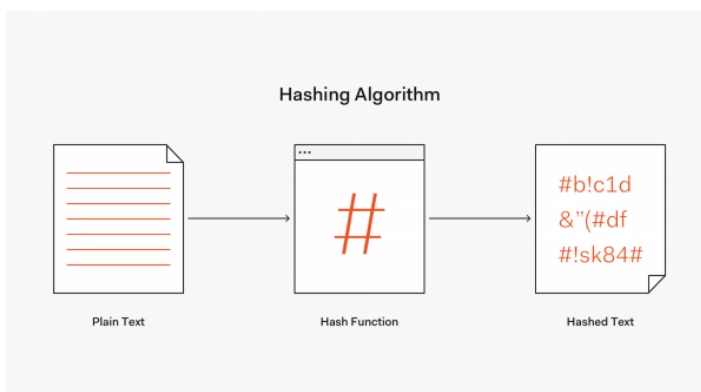 Hashing Algorithm
#
#b!c1d
&”(#df
#!sk84#
Plain Text
Hash Function
Hashed Text